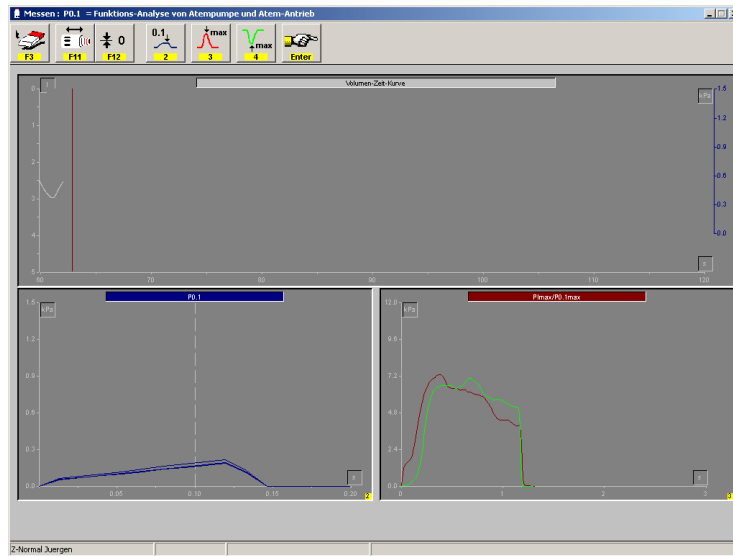 Messen: P0.1 = Funktions-Analyse von Atempumpe und Atem-Antrieb
0 0.1 max max
F3 F11 F12 2 3 4 Enter
Volumen-Zeit-Kurve
l kPa
0 1 2 3 4 5
1.5 1.2 0.9 0.6 0.3 0.0
s
60 70 80 90 100 110 120
P0.1
kPa
1.5 1.2 0.9 0.6 0.3 0.0
s
0.05 0.10 0.15 0.20 2
PImax/P0.1max
kPa
12.0 9.6 7.2 4.8 2.4 0.0
s
0 1 2 3 3
Z-Normal Juergen